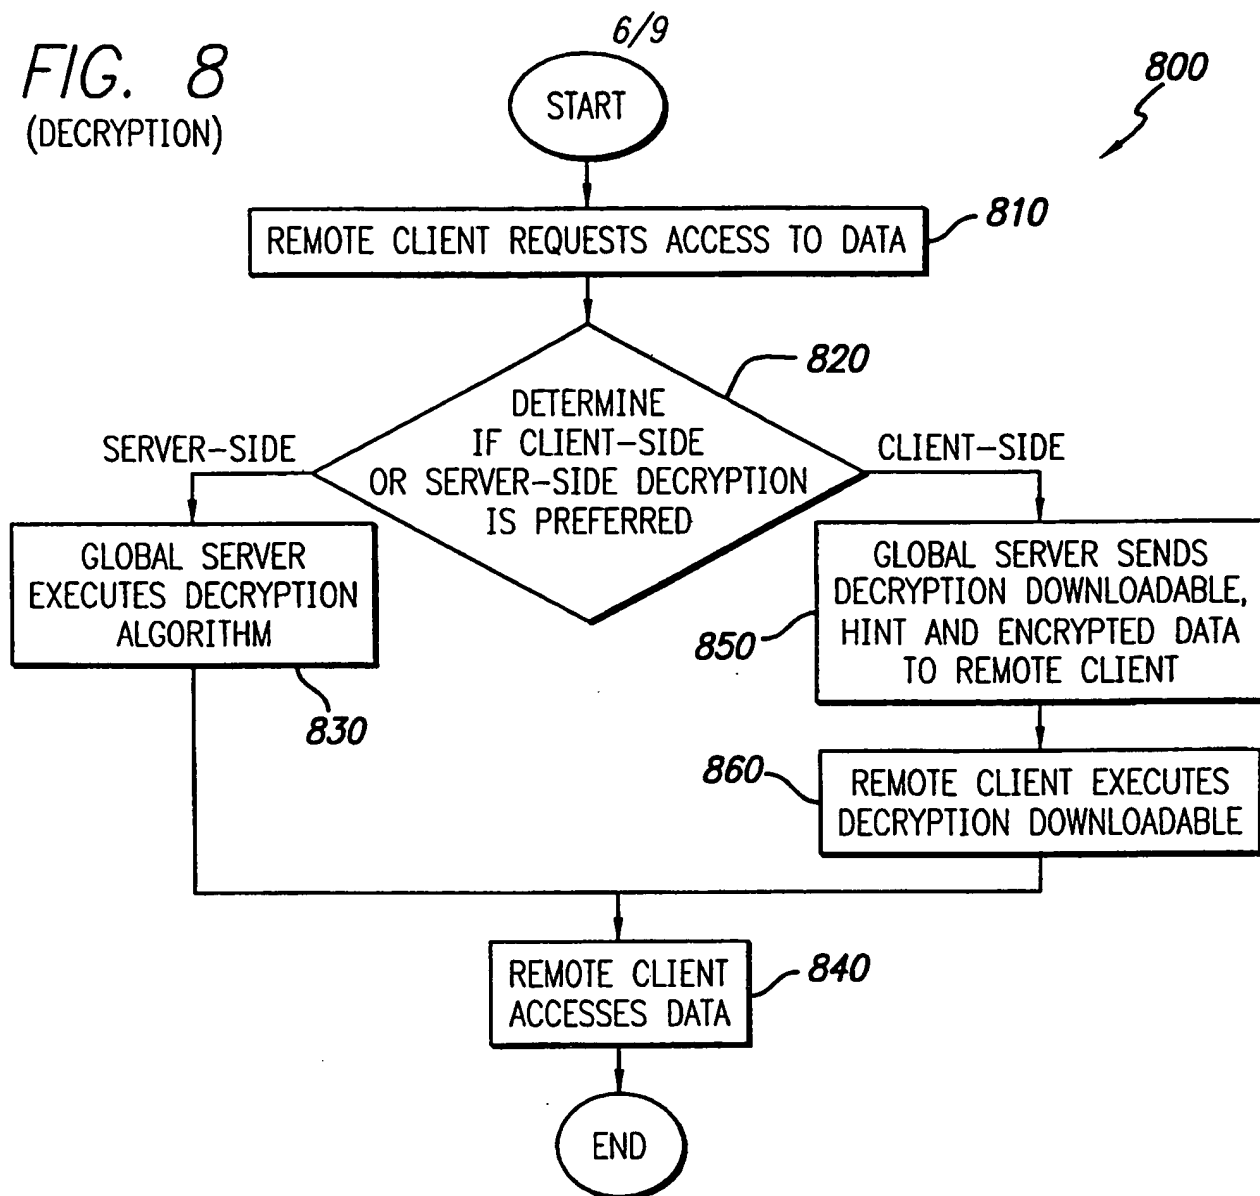 6/9
FIG. 8
(DECRYPTION)
START
800
REMOTE CLIENT REQUESTS ACCESS TO DATA
810
820
DETERMINE
IF CLIENT-SIDE
OR SERVER-SIDE DECRYPTION
IS PREFERRED
SERVER-SIDE
CLIENT-SIDE
GLOBAL SERVER
EXECUTES DECRYPTION
ALGORITHM
830
GLOBAL SERVER SENDS
DECRYPTION DOWNLOADABLE,
HINT AND ENCRYPTED DATA
TO REMOTE CLIENT
850
860
REMOTE CLIENT EXECUTES
DECRYPTION DOWNLOADABLE
REMOTE CLIENT
ACCESSES DATA
840
END